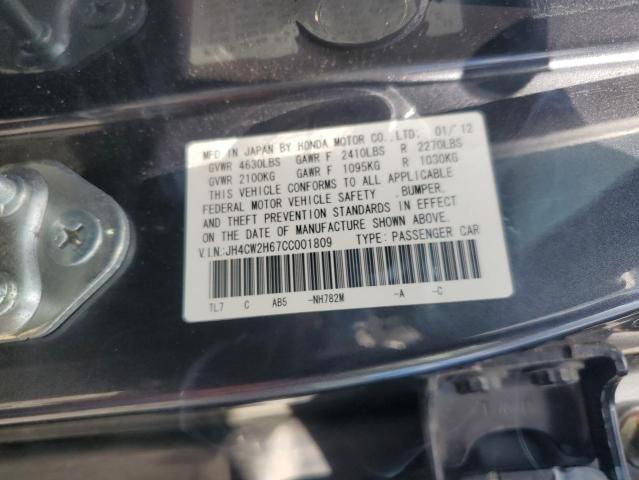 MFD. IN JAPAN BY HONDA MOTOR CO., LTD. 01/'12
GVWR 4630LBS GAWR F 2410LBS R 2270LBS
GVWR 2100KG GAWR F 1095KG R 1030KG
THIS VEHICLE CONFORMS TO ALL APPLICABLE
FEDERAL MOTOR VEHICLE SAFETY ,BUMPER,
AND THEFT PREVENTION STANDARDS IN EFFECT
ON THE DATE OF MANUFACTURE SHOWN ABOVE.
V.I.N.:JH4CW2H67CC001809 TYPE: PASSENGER CAR
TL7 C AB5 -NH782M -A -C